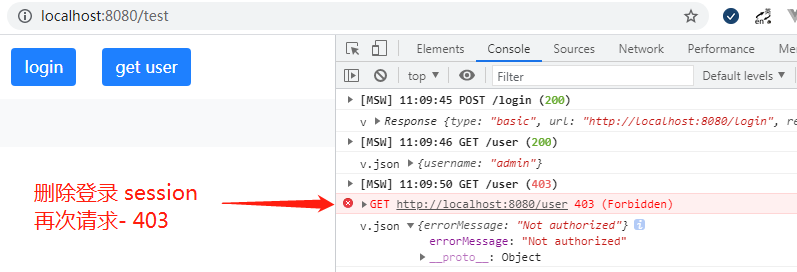 localhost:8080/test
login
get user
Elements Console Sources Network Performance
top Filter Default levels
[MSW] 11:09:45 POST /login (200)
v Response {type: "basic", url: "http://localhost:8080/login", re
[MSW] 11:09:46 GET /user (200)
v.json {username: "admin"}
[MSW] 11:09:50 GET /user (403)
GET http://localhost:8080/user 403 (Forbidden)
v.json {errorMessage: "Not authorized"}
errorMessage: "Not authorized"
__proto__: Object
删除登录 session
再次请求- 403